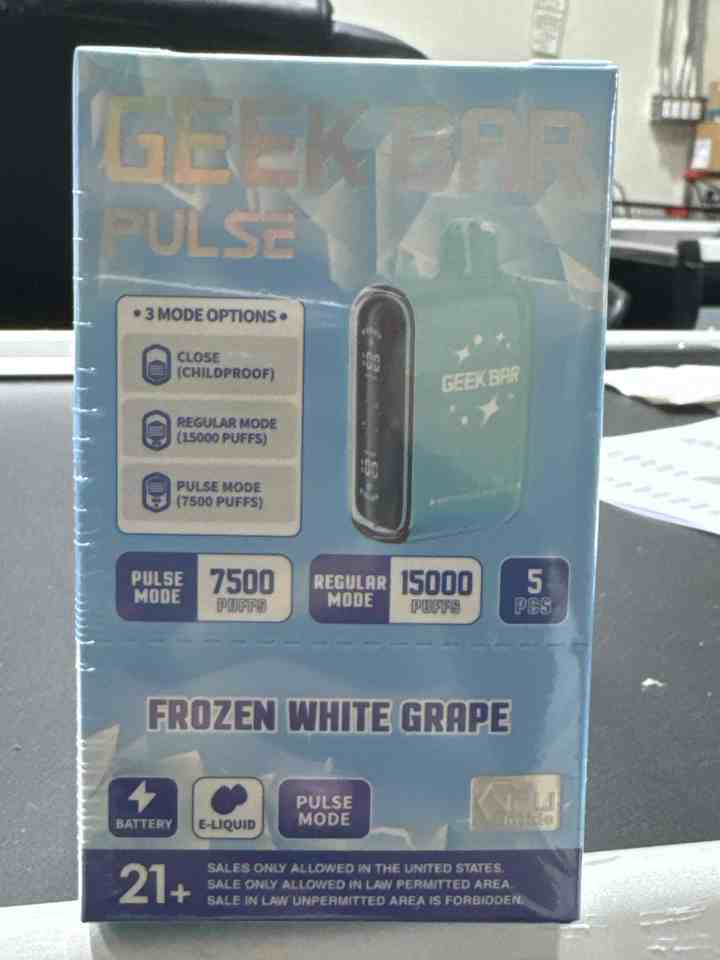 GEEK BAR
PULSE
• 3 MODE OPTIONS •
CLOSE
(CHILDPROOF)
REGULAR MODE
(15000 PUFFS)
PULSE MODE
(7500 PUFFS)
GEEK BAR
PULSE
MODE
7500
PUFFS
REGULAR
MODE
15000
PUFFS
5
PCS
FROZEN WHITE GRAPE
BATTERY
E-LIQUID
PULSE
MODE
inside
21+
SALES ONLY ALLOWED IN THE UNITED STATES.
SALE ONLY ALLOWED IN LAW PERMITTED AREA.
SALE IN LAW UNPERMITTED AREA IS FORBIDDEN.